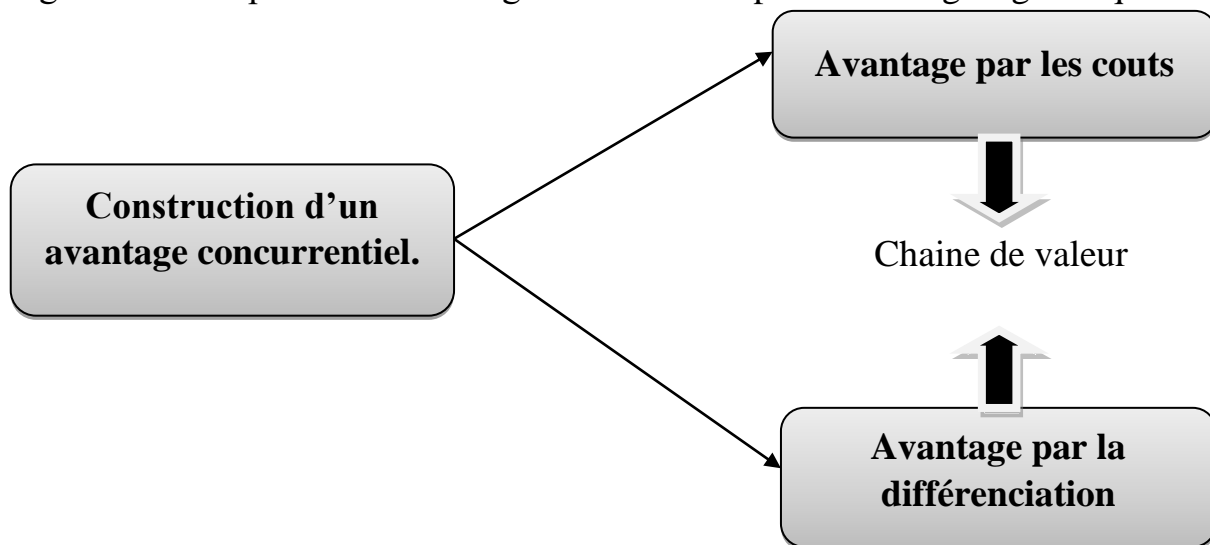 Construction d’un
avantage concurrentiel.
Avantage par les couts
Chaine de valeur
Avantage par la
différenciation